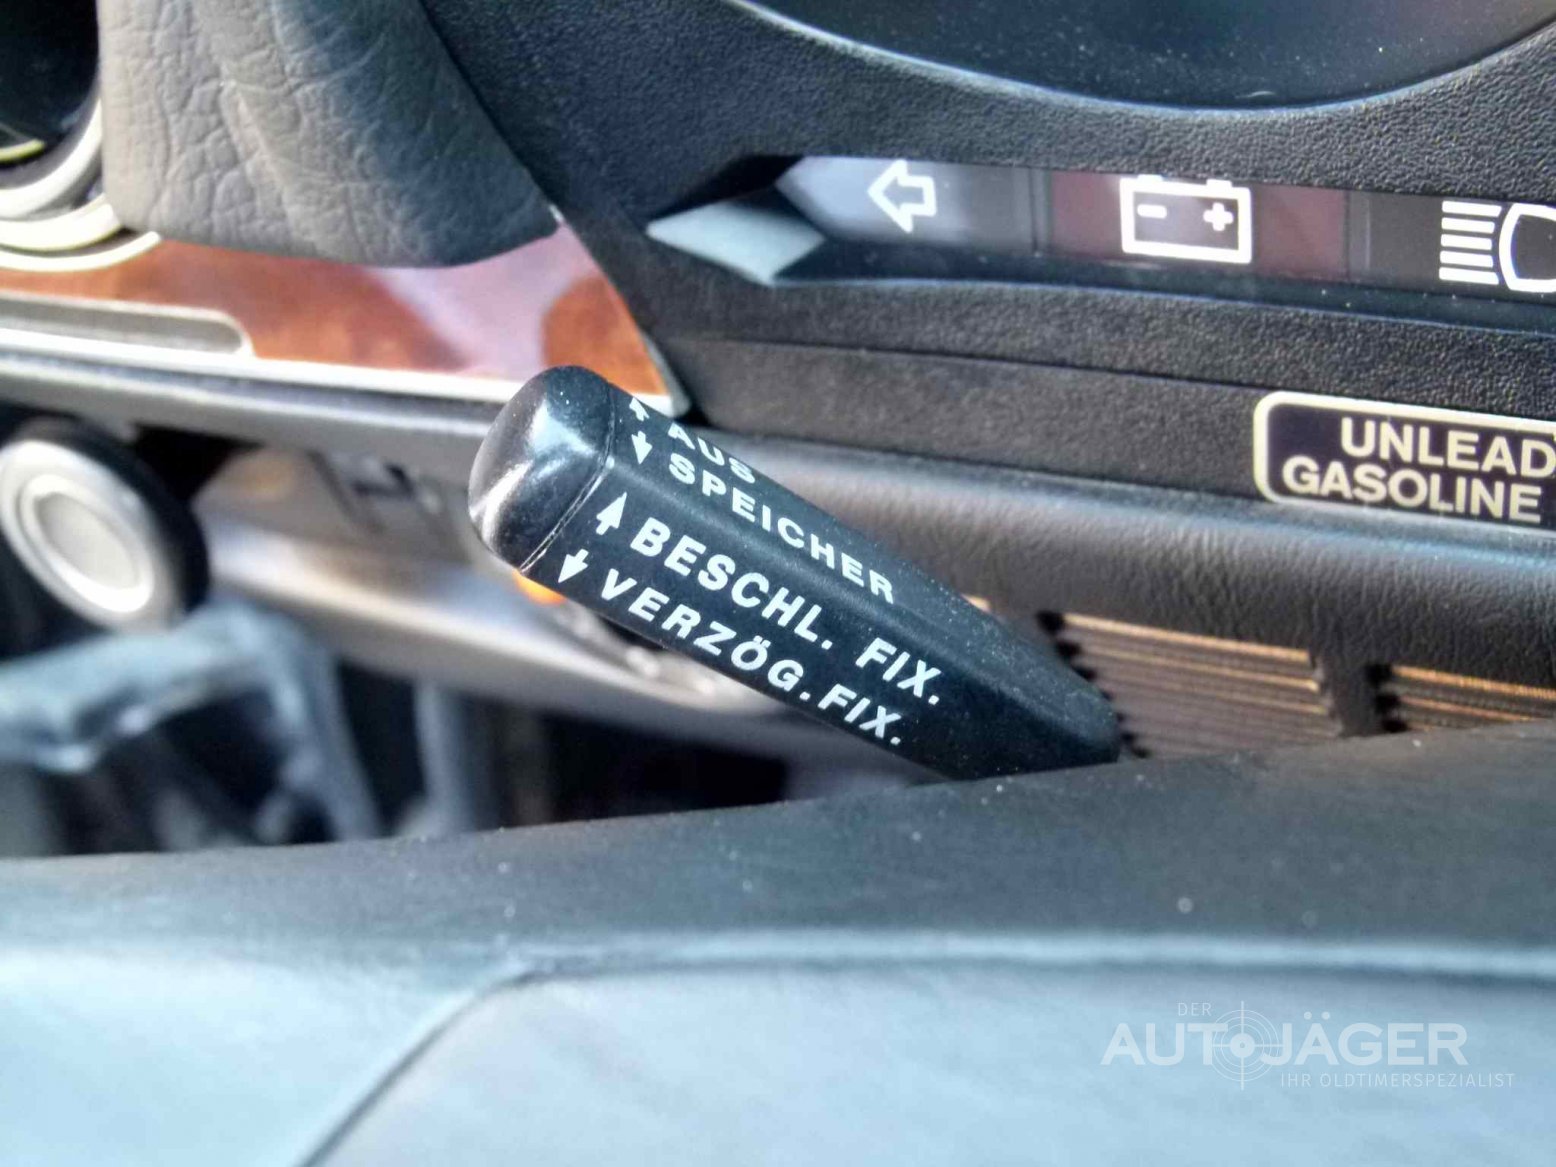 AUS
SPEICHER
BESCHL. FIX.
VERZÖG. FIX.
UNLEAD
GASOLINE
DER
AUTOJÄGER
IHR OLDTIMERSPEZIALIST